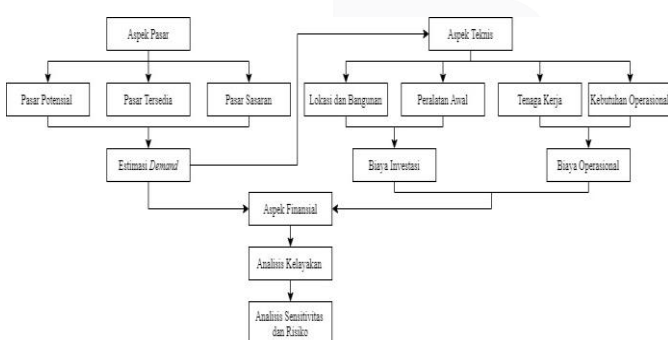 Aspek Pasar
Aspek Teknis
Pasar Potensial
Pasar Tersedia
Pasar Sasaran
Lokasi dan Bangunan
Peralatan Awal
Tenaga Kerja
Kebutuhan Operasional
Estimasi Demand
Biaya Investasi
Biaya Operasional
Aspek Finansial
Analisis Kelayakan
Analisis Sensitivitas
dan Risiko